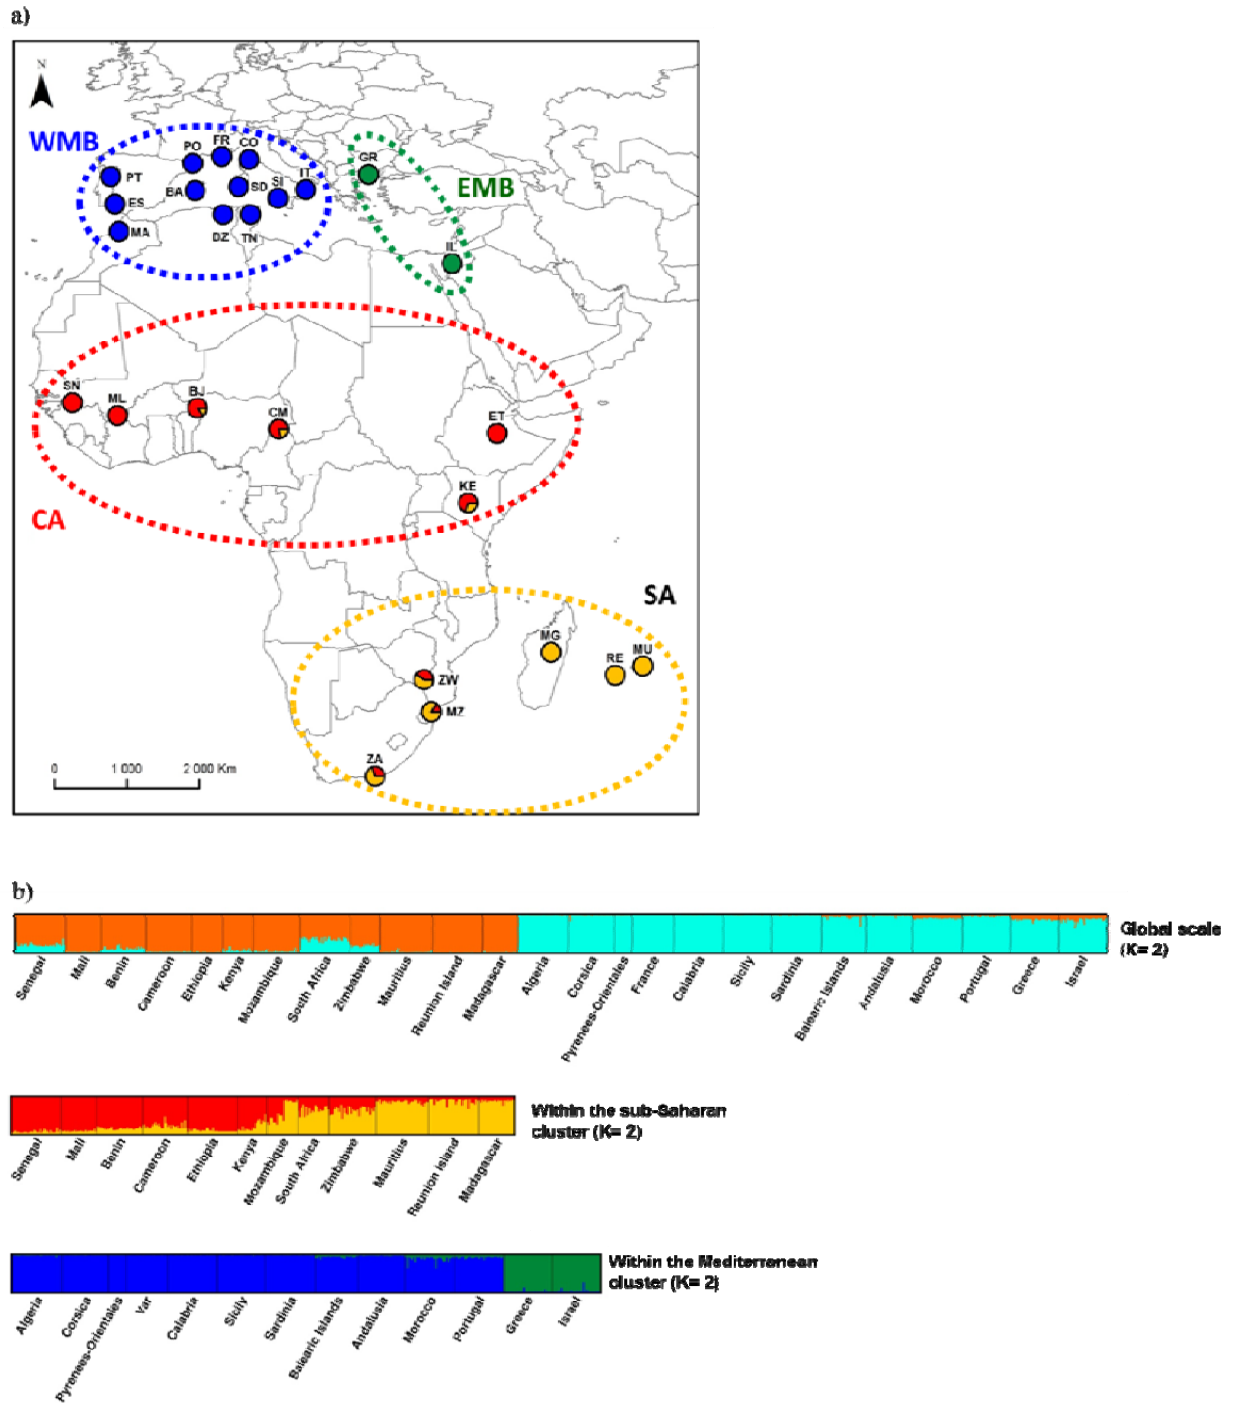 a)
N
WMB
PO
FR
CO
GR
PT
BA
SD
SI
IT
EMB
ES
MA
DZ
TN
IL
SN
ML
BJ
CM
ET
KE
CA
SA
MG
RE
MU
ZW
MZ
ZA
0
1 000
2 000 Km
b)
Global scale
(K= 2)
Senegal
Mali
Benin
Cameroon
Ethiopia
Kenya
Mozambique
South Africa
Zimbabwe
Mauritius
Reunion Island
Madagascar
Algeria
Corsica
Pyrenees-Orientales
France
Calabria
Sicily
Sardinia
Balearic Islands
Andalusia
Morocco
Portugal
Greece
Israel
Within the sub-Saharan
cluster (K= 2)
Senegal
Mali
Benin
Cameroon
Ethiopia
Kenya
Mozambique
South Africa
Zimbabwe
Mauritius
Reunion Island
Madagascar
Within the Mediterranean
cluster (K= 2)
Algeria
Corsica
Pyrenees-Orientales
Var
Calabria
Sicily
Sardinia
Balearic Islands
Andalusia
Morocco
Portugal
Greece
Israel